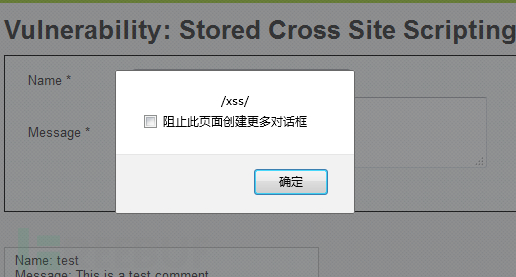 Vulnerability: Stored Cross Site Scripting
Name *
/xss/
阻止此页面创建更多对话框
Message *
确定
Name: test
Message: This is a test comment